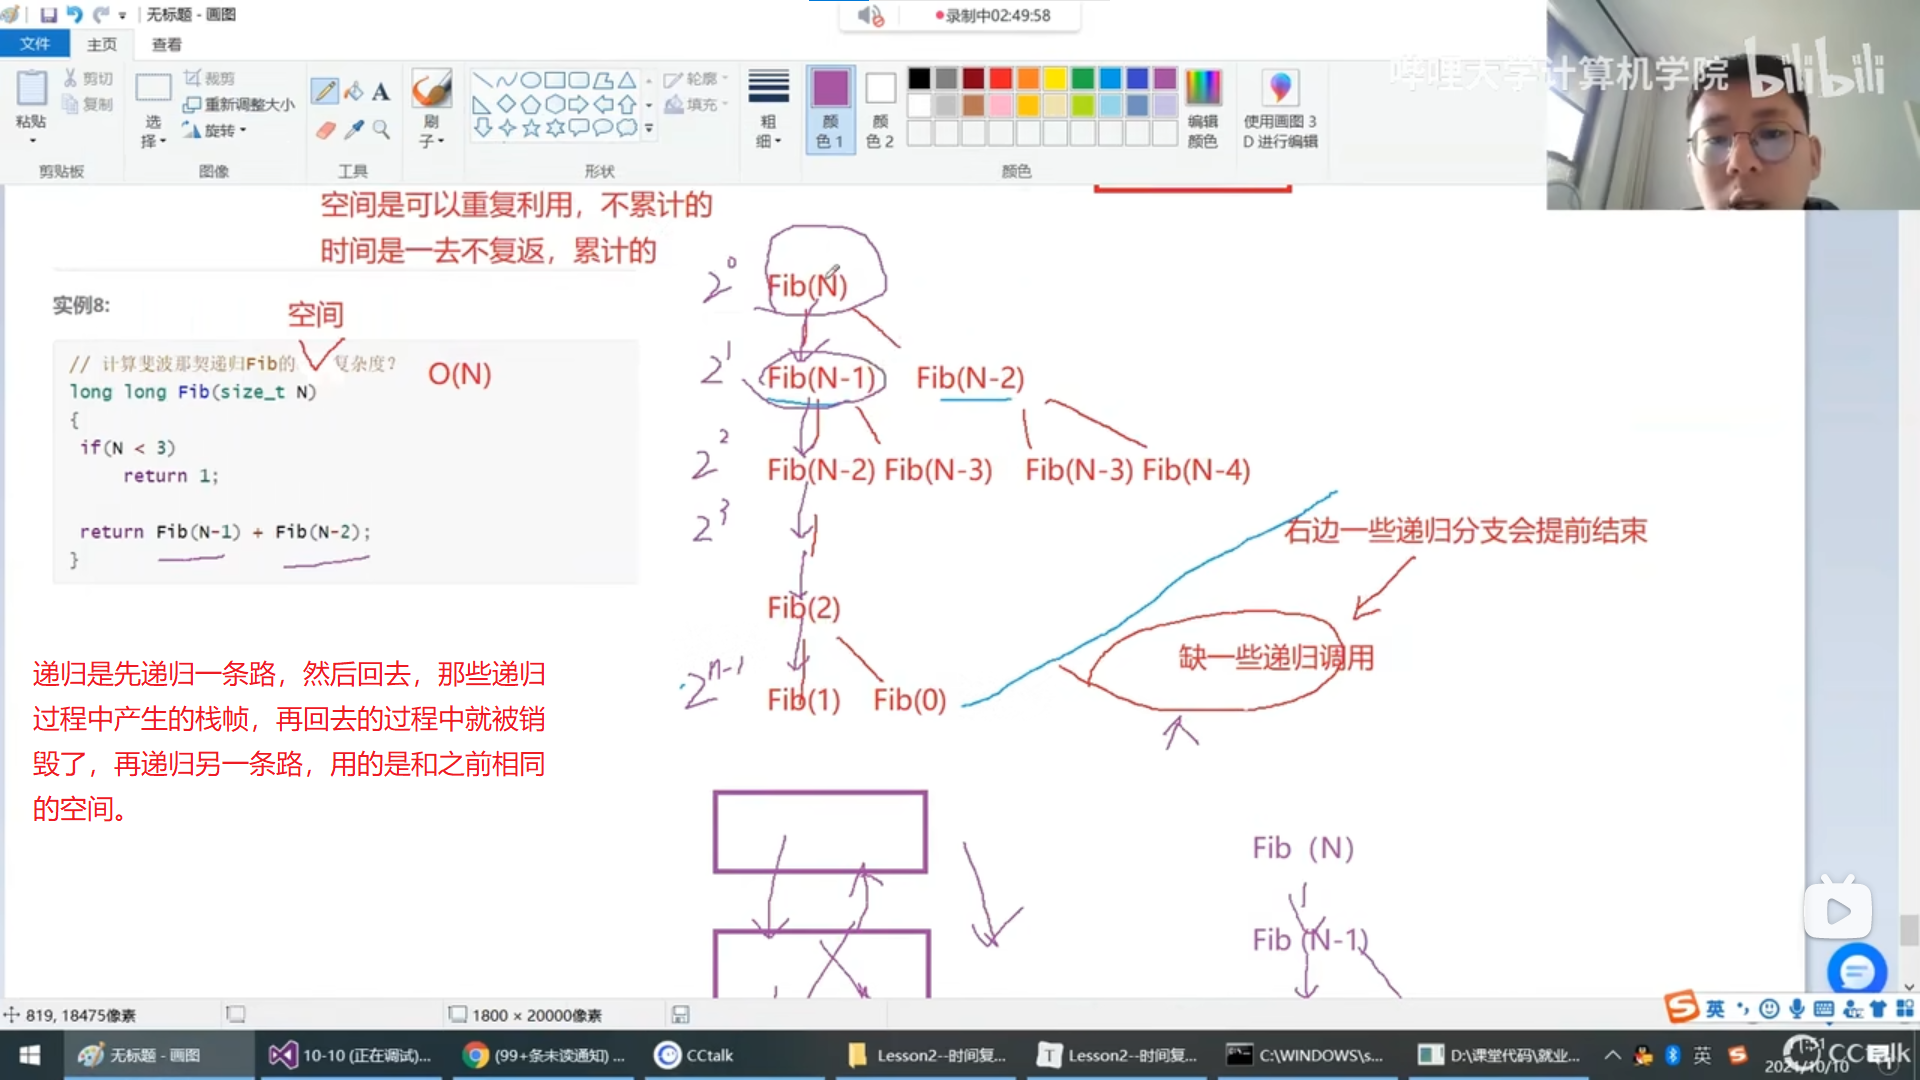 无标题 - 画图
录制中02:49:58
文件 主页 查看
粘贴
剪切
复制
剪贴板
选择
裁剪
重新调整大小
旋转
图像
A
工具
刷子
形状
轮廓
填充
粗细
颜色 1
颜色 2
颜色
编辑颜色
使用画图 3D 进行编辑
哔哩大学计算机学院 bilibili
空间是可以重复利用，不累计的
时间是一去不复返，累计的
实例8:
空间
// 计算斐波那契递归Fib的 复杂度?
O(N)
long long Fib(size_t N)
{
if(N < 3)
return 1;
return Fib(N-1) + Fib(N-2);
}
递归是先递归一条路，然后回去，那些递归
过程中产生的栈帧，再回去的过程中就被销
毁了，再递归另一条路，用的是和之前相同
的空间。
2^0 Fib(N)
2^1 Fib(N-1) Fib(N-2)
2^2 Fib(N-2) Fib(N-3) Fib(N-3) Fib(N-4)
2^3
右边一些递归分支会提前结束
Fib(2)
缺一些递归调用
2^n-1 Fib(1) Fib(0)
Fib（N）
Fib (N-1)
819, 18475像素
1800 × 20000像素
英
无标题 - 画图
10-10 (正在调试)...
(99+条未读通知) ...
CCtalk
Lesson2--时间复...
Lesson2--时间复...
C:\WINDOWS\s...
D:\课堂代码\就业...
英
CCtalk
2021/10/10